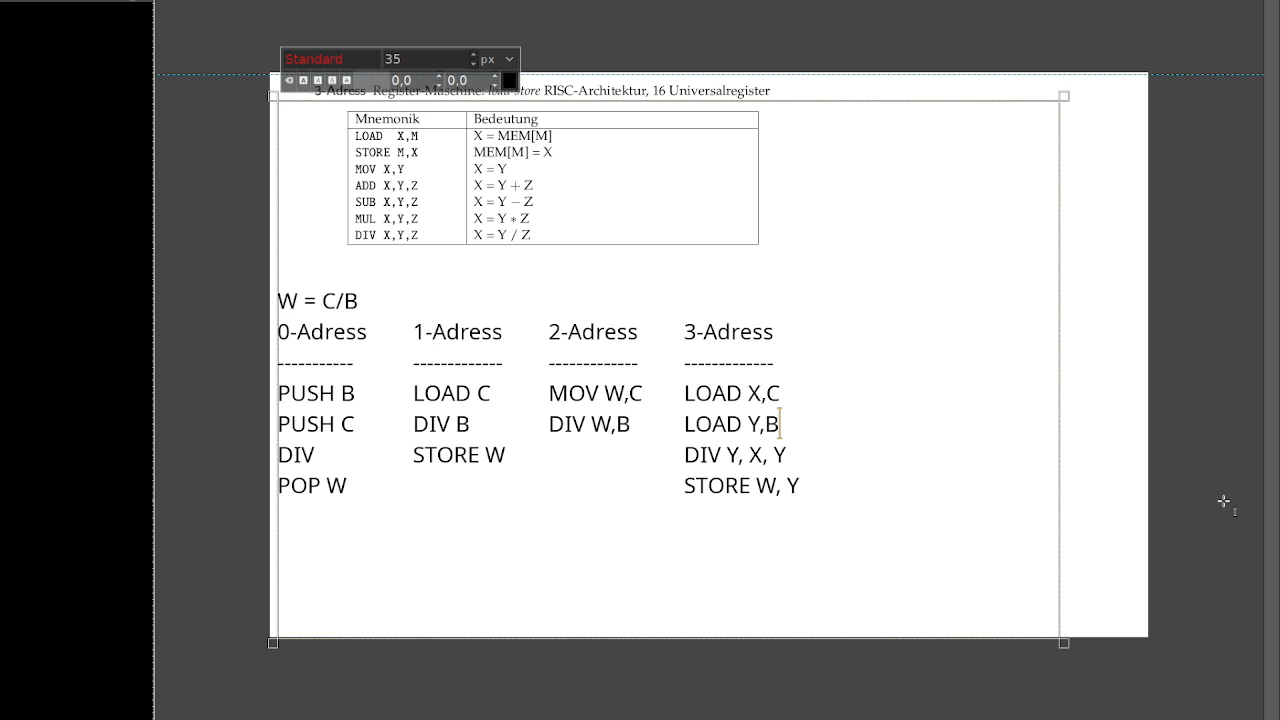 Standard 35 px
0,0 0,0
3-Adress Register-Maschine: load-store RISC-Architektur, 16 Universalregister
Mnemonik Bedeutung
LOAD X,M X = MEM[M]
STORE M,X MEM[M] = X
MOV X,Y X = Y
ADD X,Y,Z X = Y + Z
SUB X,Y,Z X = Y − Z
MUL X,Y,Z X = Y ∗ Z
DIV X,Y,Z X = Y / Z
W = C/B
0-Adress 1-Adress 2-Adress 3-Adress
----------- ------------- ------------- -------------
PUSH B LOAD C MOV W,C LOAD X,C
PUSH C DIV B DIV W,B LOAD Y,B
DIV STORE W DIV Y, X, Y
POP W STORE W, Y